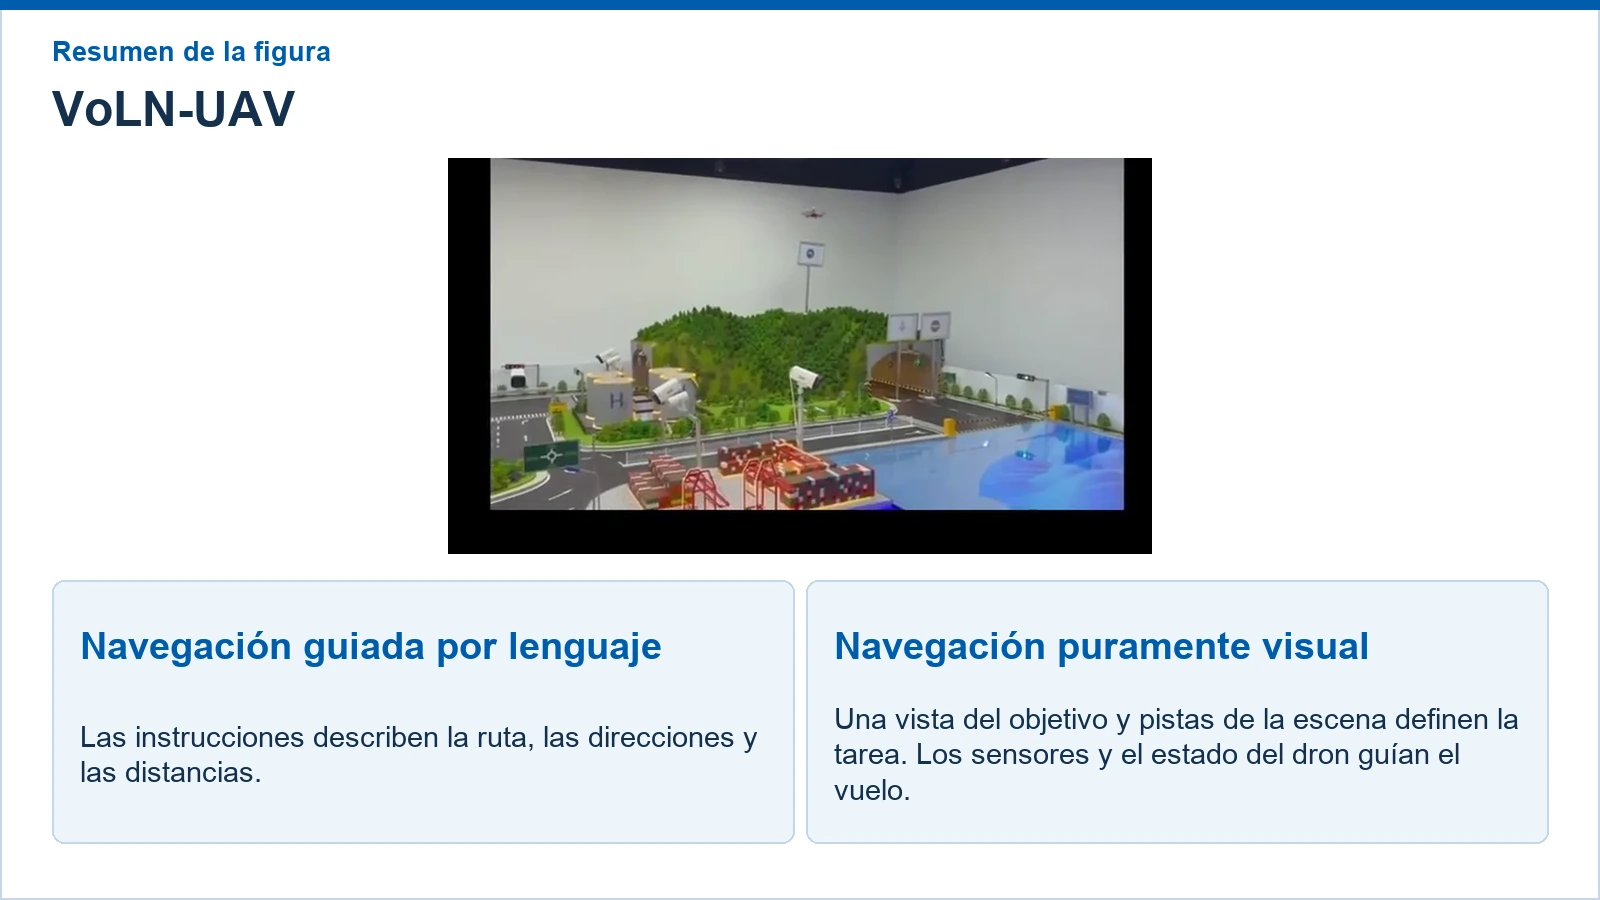 Resumen de la figura
VoLN-UAV
H
Navegación guiada por lenguaje
Las instrucciones describen la ruta, las direcciones y
las distancias.
Navegación puramente visual
Una vista del objetivo y pistas de la escena definen la
tarea. Los sensores y el estado del dron guían el
vuelo.